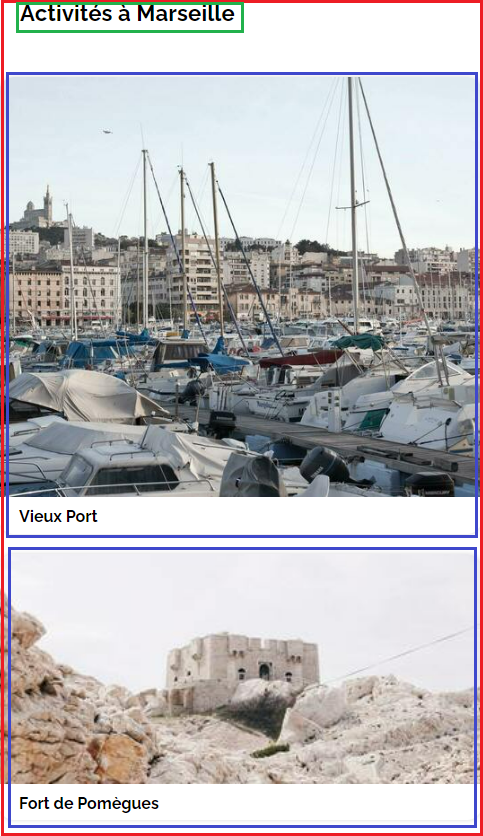 Activités à Marseille
Vieux Port
Fort de Pomègues